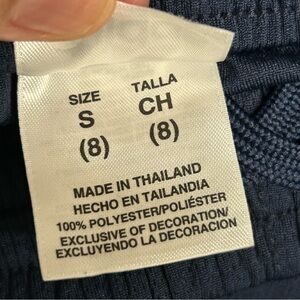 SIZE TALLA
S CH
(8) (8)
MADE IN THAILAND
HECHO EN TAILANDIA
100% POLYESTER/POLIÉSTER
EXCLUSIVE OF DECORATION/
EXCLUYENDO LA DECORACION